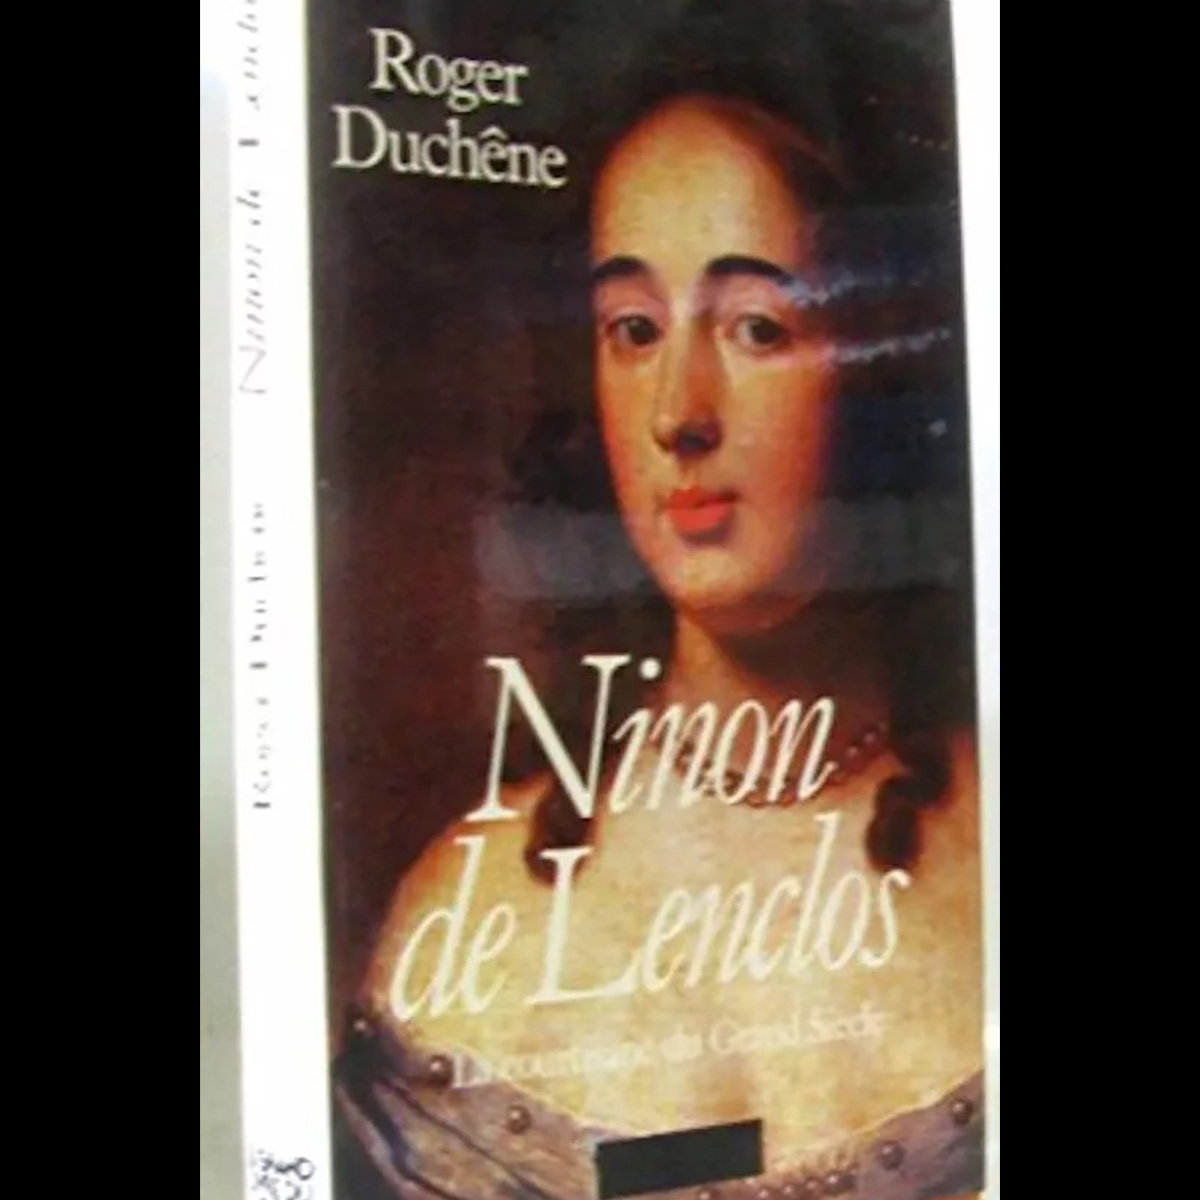 Roger
Duchêne
Ninon
de Lenclos
La courtisane du Grand Siècle
Roger Duchêne Ninon de Lenclos